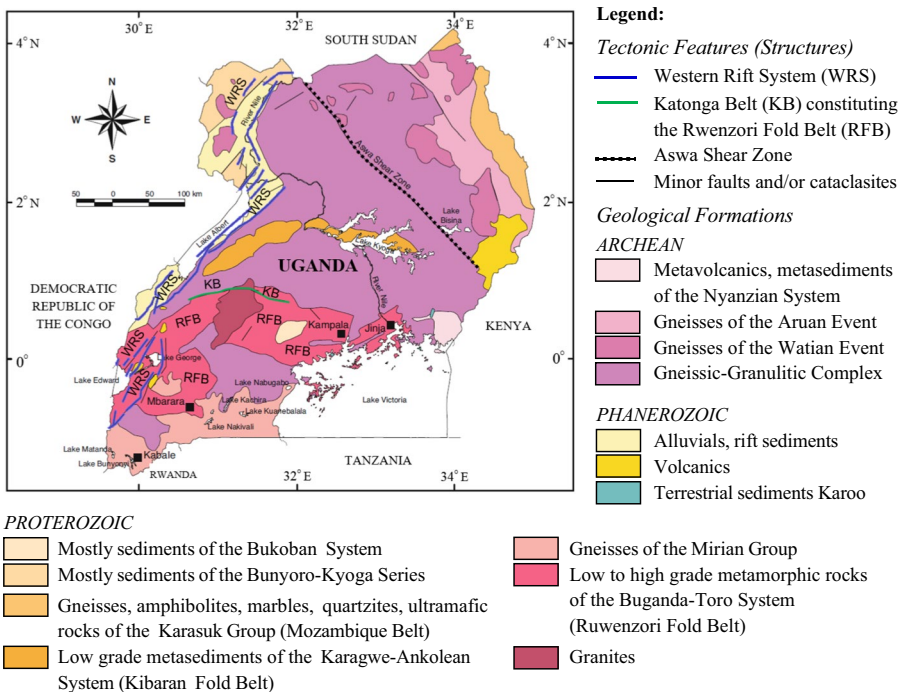 30°E
32°E
34°E
Legend:
4°N
SOUTH SUDAN
Tectonic Features (Structures)
Western Rift System (WRS)
WRS
River Nile
Katonga Belt (KB) constituting
the Rwenzori Fold Belt (RFB)
N
W
E
S
Aswa Shear Zone
Aswa Shear Zone
Minor faults and/or cataclasites
50 0 50 100 km
2°N
WRS
Lake Bisina
Geological Formations
Lake Albert
Lake Kyoga
ARCHEAN
UGANDA
Metavolcanics, metasediments
of the Nyanzian System
DEMOCRATIC
REPUBLIC OF
THE CONGO
WRS
KB
KB
River Nile
Gneisses of the Aruan Event
RFB
RFB
Kampala
Jinja
KENYA
Gneisses of the Watian Event
0°
WRS
Lake George
RFB
Gneissic-Granulitic Complex
Lake Edward
WRS
RFB
Lake Nabugabo
Mbarara
Lake Kachira
Lake Kuanebalala
Lake Victoria
PHANEROZOIC
Lake Nakivali
Alluvials, rift sediments
Lake Matanda
Lake Bunyonyi
Kabale
Volcanics
RWANDA
TANZANIA
32°E
34°E
Terrestrial sediments Karoo
PROTEROZOIC
Mostly sediments of the Bukoban System
Mostly sediments of the Bunyoro-Kyoga Series
Gneisses, amphibolites, marbles, quartzites, ultramafic
rocks of the Karasuk Group (Mozambique Belt)
Low grade metasediments of the Karagwe-Ankolean
System (Kibaran Fold Belt)
Gneisses of the Mirian Group
Low to high grade metamorphic rocks
of the Buganda-Toro System
(Ruwenzori Fold Belt)
Granites